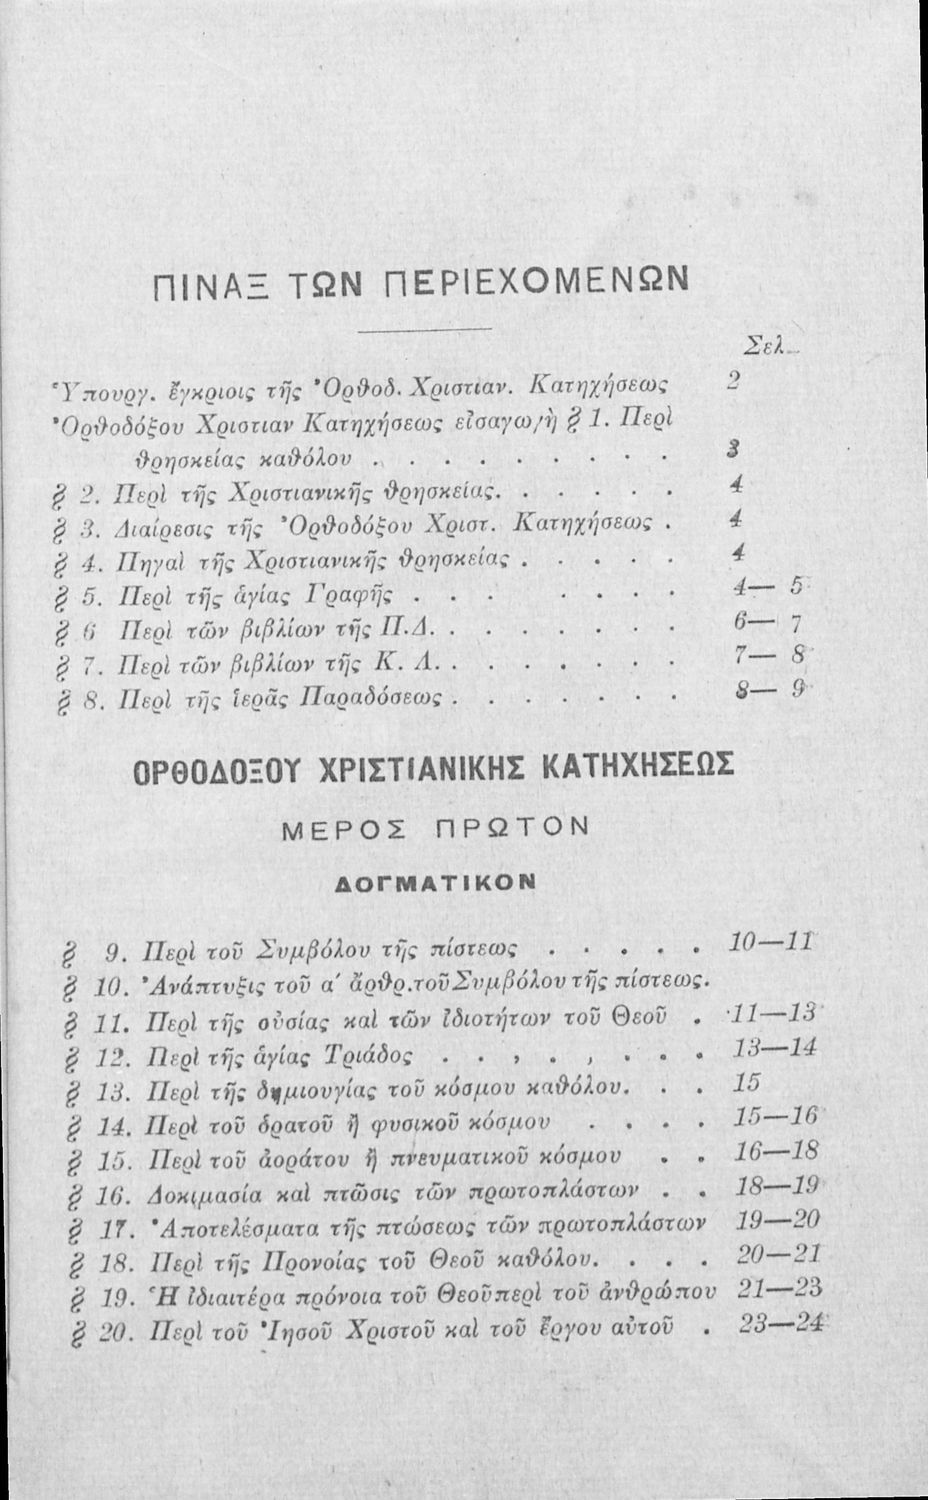 ΠΙΝΑΞ ΤΩΝ ΠΕΡΙΕΧΟΜΕΝΩΝ
Σελ.
Ὑπουργ. ἔγκρισις τῆς Ὀρθοδ. Χριστιαν. Κατηχήσεως 2
Ὀρθοδόξου Χριστιαν Κατηχήσεως εἰσαγωγὴ § 1. Περὶ
θρησκείας καθόλου . . . . . . . . . 3
§ 2. Περὶ τῆς Χριστιανικῆς θρησκείας. . . . . . 4
§ 3. Διαίρεσις τῆς Ὀρθοδόξου Χριστ. Κατηχήσεως . 4
§ 4. Πηγαὶ τῆς Χριστιανικῆς θρησκείας . . . . . 4
§ 5. Περὶ τῆς ἁγίας Γραφῆς . . . . . . . 4— 5
§ 6 Περὶ τῶν βιβλίων τῆς Π.Δ. . . . . . . . 6— 7
§ 7. Περὶ τῶν βιβλίων τῆς Κ. Δ. . . . . . . . 7— 8
§ 8. Περὶ τῆς ἱερᾶς Παραδόσεως . . . . . . . 8— 9
ΟΡΘΟΔΟΞΟΥ ΧΡΙΣΤΙΑΝΙΚΗΣ ΚΑΤΗΧΗΣΕΩΣ
ΜΕΡΟΣ ΠΡΩΤΟΝ
ΔΟΓΜΑΤΙΚΟΝ
§ 9. Περὶ τοῦ Συμβόλου τῆς πίστεως . . . . . 10—11
§ 10. Ἀνάπτυξις τοῦ α΄ ἄρθρ.τοῦ Συμβόλου τῆς πίστεως.
§ 11. Περὶ τῆς οὐσίας καὶ τῶν ἰδιοτήτων τοῦ Θεοῦ . 11—13
§ 12. Περὶ τῆς ἁγίας Τριάδος . . , . , . . . 13—14
§ 13. Περὶ τῆς δημιουγίας τοῦ κόσμου καθόλου. . . 15
§ 14. Περὶ τοῦ ὁρατοῦ ἢ φυσικοῦ κόσμου . . . . 15—16
§ 15. Περὶ τοῦ ἀοράτου ἢ πνευματικοῦ κόσμου . . 16—18
§ 16. Δοκιμασία καὶ πτῶσις τῶν πρωτοπλάστων . . 18—19
§ 17. Ἀποτελέσματα τῆς πτώσεως τῶν πρωτοπλάστων 19—20
§ 18. Περὶ τῆς Προνοίας τοῦ Θεοῦ καθόλου. . . . 20—21
§ 19. Ἡ ἰδιαιτέρα πρόνοια τοῦ Θεοῦ περὶ τοῦ ἀνθρώπου 21—23
§ 20. Περὶ τοῦ Ἰησοῦ Χριστοῦ καὶ τοῦ ἔργου αὐτοῦ . 23—24